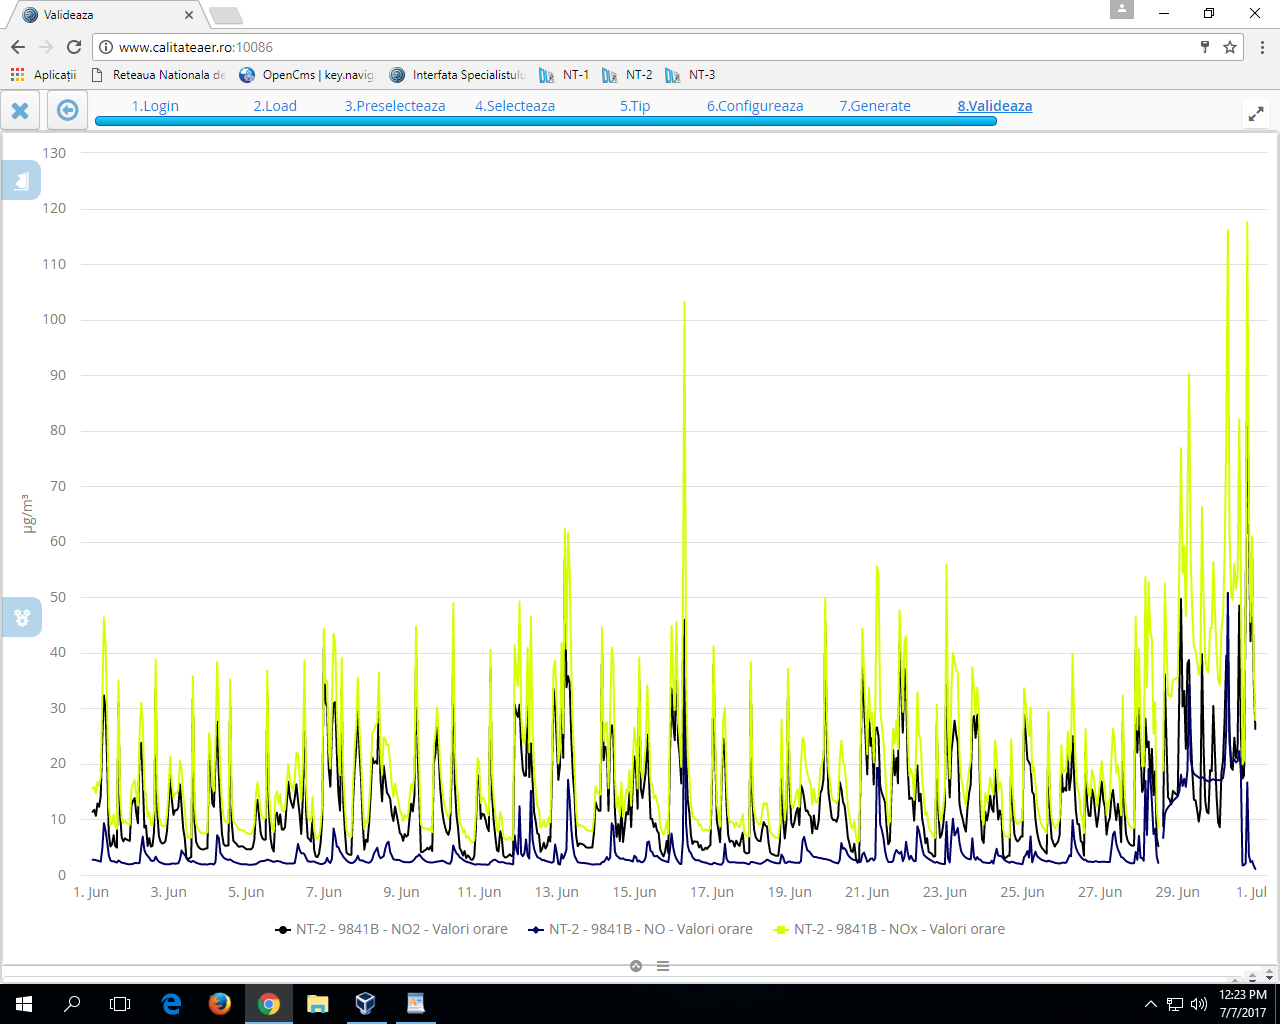 Valideaza
www.calitateaer.ro:10086
Aplicații
Reteaua Nationala de
OpenCms | key.navig
Interfata Specialistulu
NT-1
NT-2
NT-3
1.Login
2.Load
3.Preselecteaza
4.Selecteaza
5.Tip
6.Configureaza
7.Generate
8.Valideaza
130
120
110
100
90
80
70
60
50
40
30
20
10
0
µg/m³
1. Jun
3. Jun
5. Jun
7. Jun
9. Jun
11. Jun
13. Jun
15. Jun
17. Jun
19. Jun
21. Jun
23. Jun
25. Jun
27. Jun
29. Jun
1. Jul
NT-2 - 9841B - NO2 - Valori orare
NT-2 - 9841B - NO - Valori orare
NT-2 - 9841B - NOx - Valori orare
12:23 PM
7/7/2017